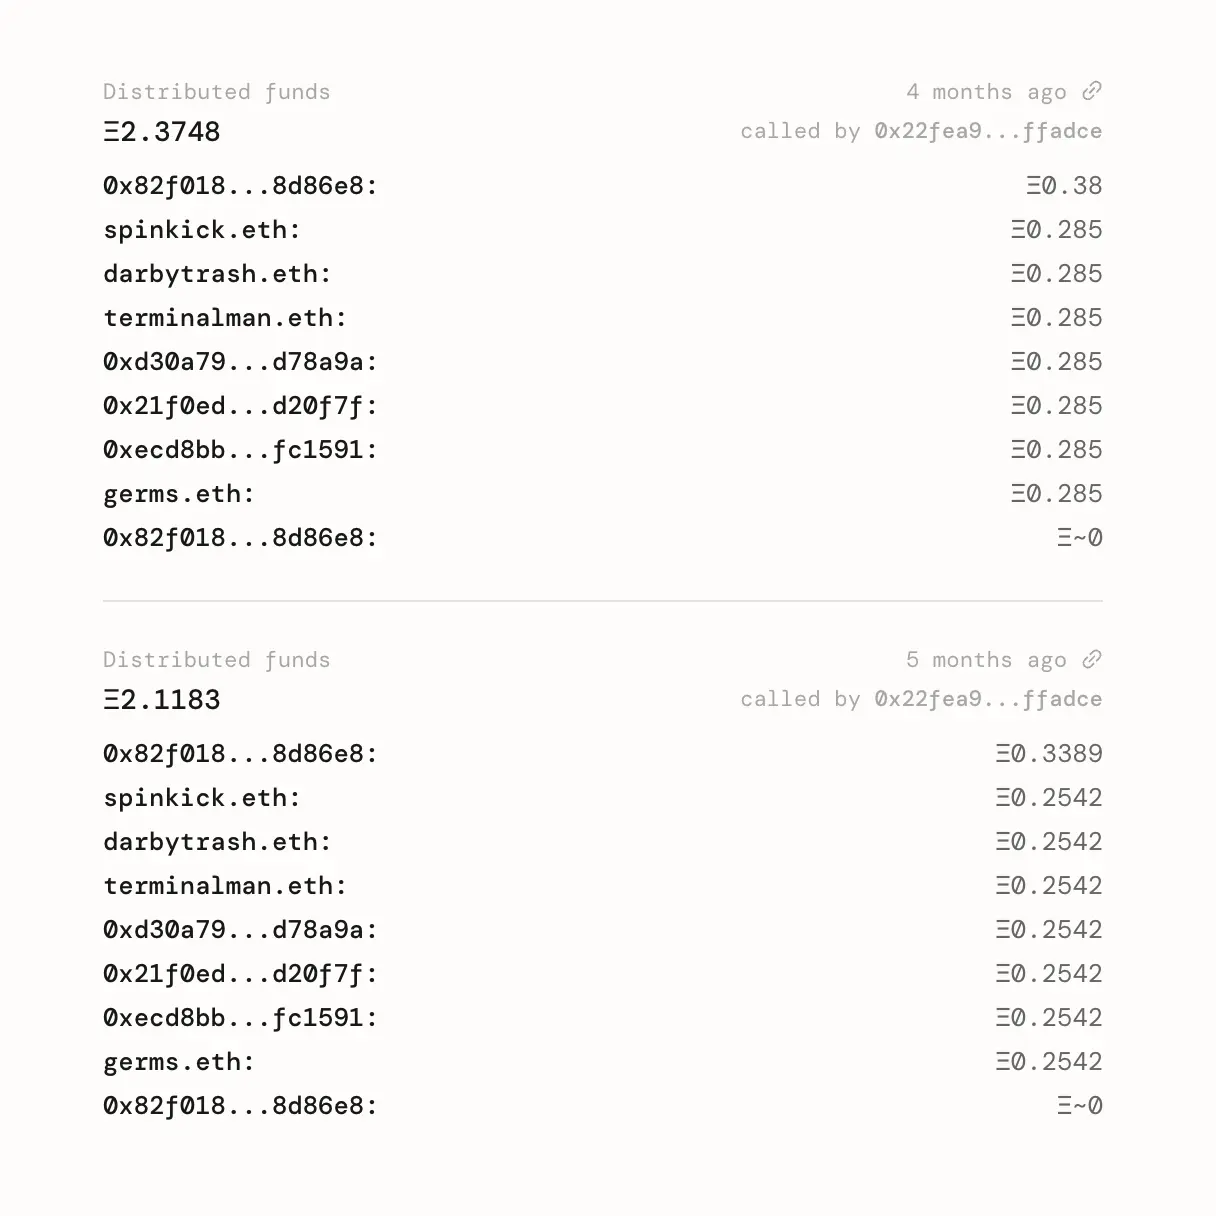 Distributed funds 4 months ago
Ξ2.3748 called by 0x22fea9...ffadce
0x82f018...8d86e8: Ξ0.38
spinkick.eth: Ξ0.285
darbytrash.eth: Ξ0.285
terminalman.eth: Ξ0.285
0xd30a79...d78a9a: Ξ0.285
0x21f0ed...d20f7f: Ξ0.285
0xecd8bb...fc1591: Ξ0.285
germs.eth: Ξ0.285
0x82f018...8d86e8: Ξ~0
Distributed funds 5 months ago
Ξ2.1183 called by 0x22fea9...ffadce
0x82f018...8d86e8: Ξ0.3389
spinkick.eth: Ξ0.2542
darbytrash.eth: Ξ0.2542
terminalman.eth: Ξ0.2542
0xd30a79...d78a9a: Ξ0.2542
0x21f0ed...d20f7f: Ξ0.2542
0xecd8bb...fc1591: Ξ0.2542
germs.eth: Ξ0.2542
0x82f018...8d86e8: Ξ~0